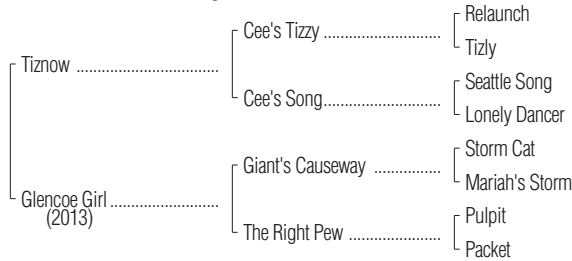 Relaunch
Cee's Tizzy ..............................
Tizly
Tiznow ....................................
Seattle Song
Cee's Song..............................
Lonely Dancer
Storm Cat
Giant's Causeway .................
Mariah's Storm
Glencoe Girl...........................
(2013)
Pulpit
The Right Pew .......................
Packet